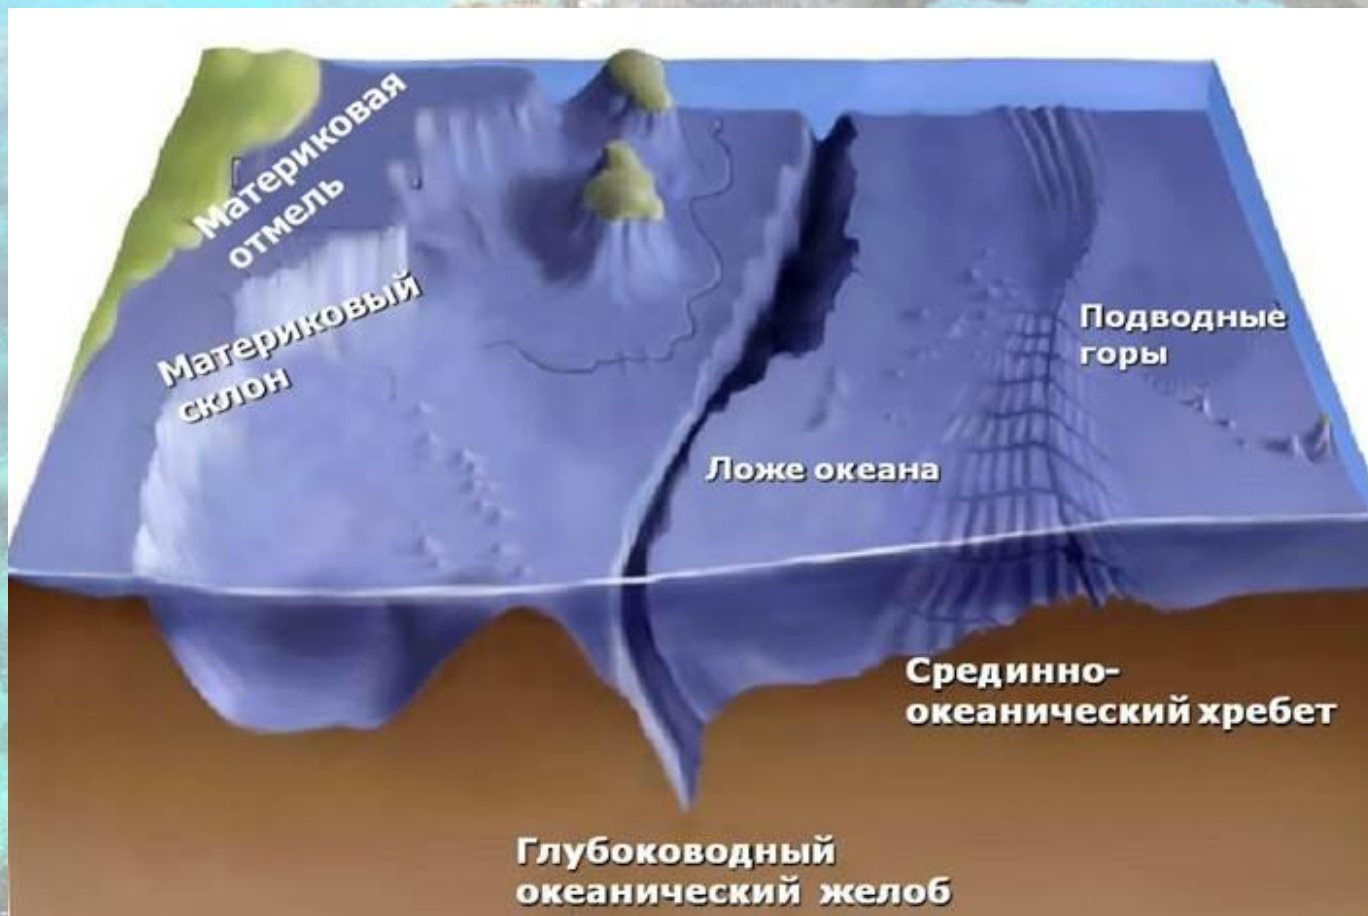 Материковая
отмель
Материковый
склон
Подводные
горы
Ложе океана
Срединно-
океанический хребет
Глубоководный
океанический желоб